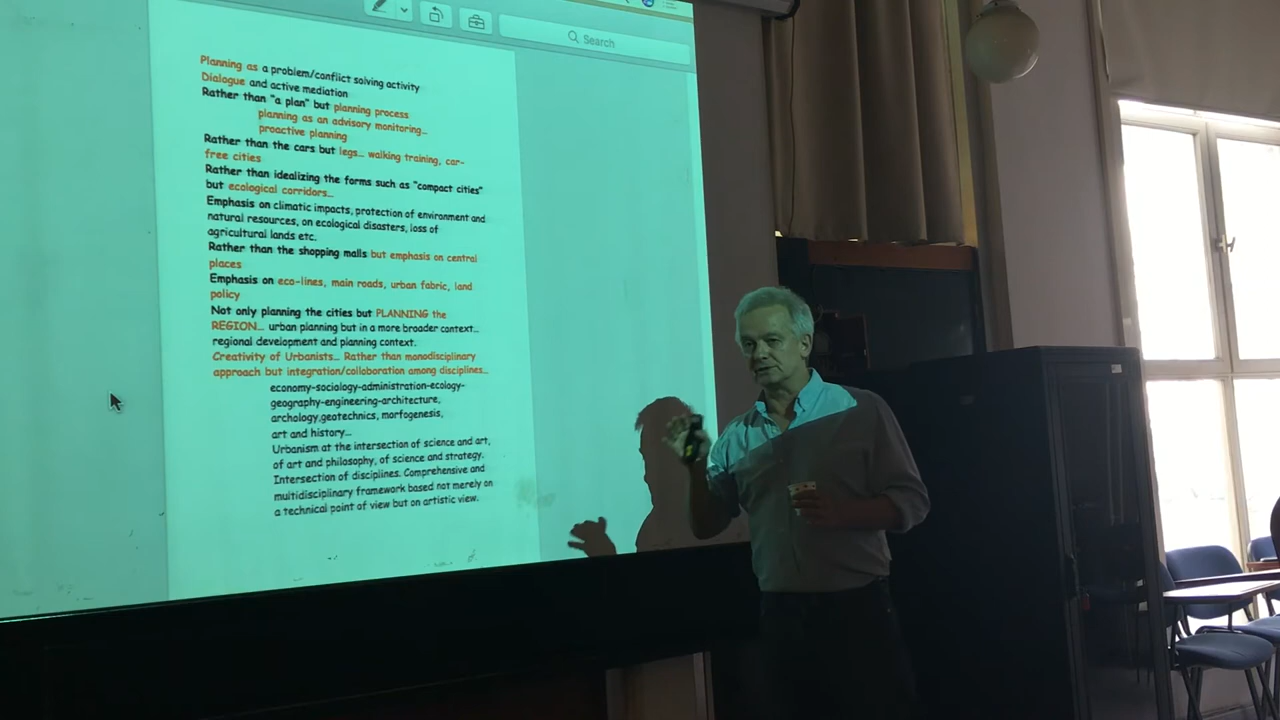 Search
Planning as a problem/conflict solving activity
Dialogue and active mediation
Rather than "a plan" but planning process
planning as an advisory monitoring...
proactive planning
Rather than the cars but legs... walking training, car-
free cities
Rather than idealizing the forms such as "compact cities"
but ecological corridors...
Emphasis on climatic impacts, protection of environment and
natural resources, on ecological disasters, loss of
agricultural lands etc.
Rather than the shopping malls but emphasis on central
places
Emphasis on eco-lines, main roads, urban fabric, land
policy
Not only planning the cities but PLANNING the
REGION... urban planning but in a more broader context...
regional development and planning context.
Creativity of Urbanists... Rather than monodisciplinary
approach but integration/collaboration among disciplines...
economy-sociology-administration-ecology-
geography-engineering-architecture,
archology,geotechnics, morfogenesis,
art and history...
Urbanism at the intersection of science and art,
of art and philosophy, of science and strategy.
Intersection of disciplines. Comprehensive and
multidisciplinary framework based not merely on
a technical point of view but on artistic view.